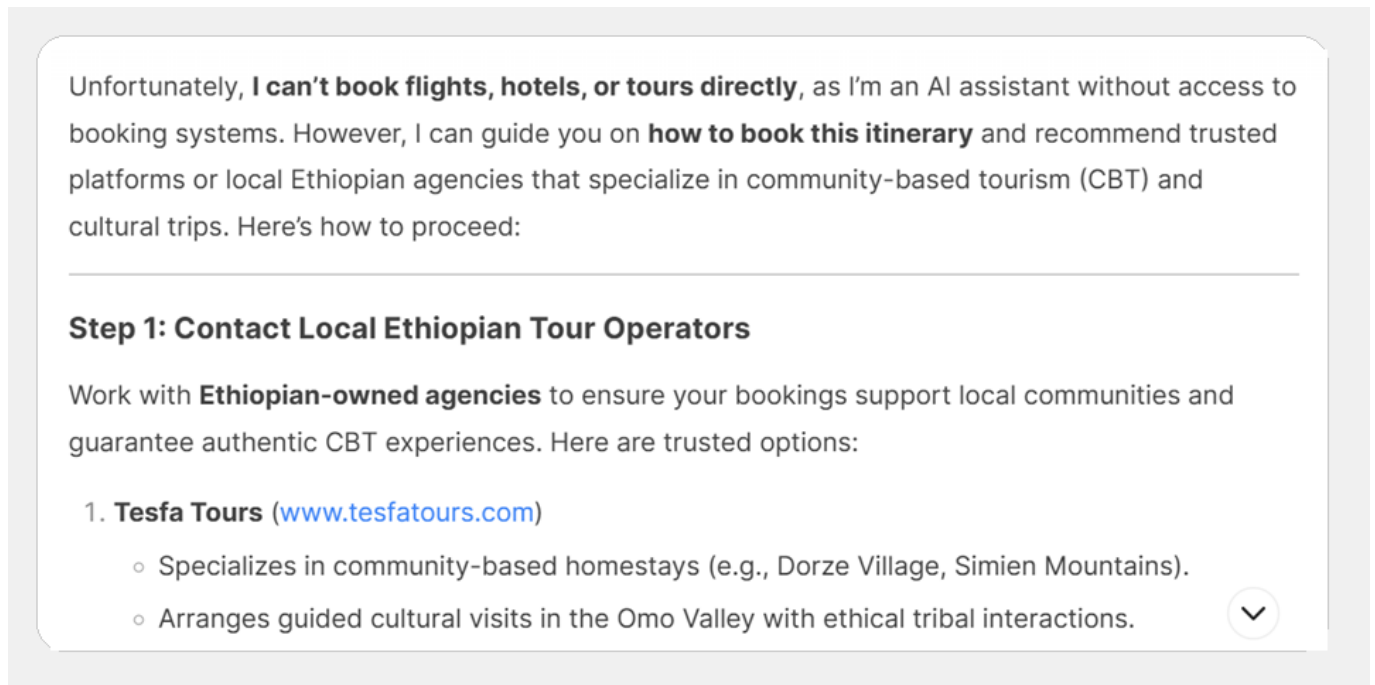 Unfortunately, I can’t book flights, hotels, or tours directly, as I’m an AI assistant without access to
booking systems. However, I can guide you on how to book this itinerary and recommend trusted
platforms or local Ethiopian agencies that specialize in community-based tourism (CBT) and
cultural trips. Here’s how to proceed:
Step 1: Contact Local Ethiopian Tour Operators
Work with Ethiopian-owned agencies to ensure your bookings support local communities and
guarantee authentic CBT experiences. Here are trusted options:
1. Tesfa Tours (www.tesfatours.com)
◦ Specializes in community-based homestays (e.g., Dorze Village, Simien Mountains).
◦ Arranges guided cultural visits in the Omo Valley with ethical tribal interactions.